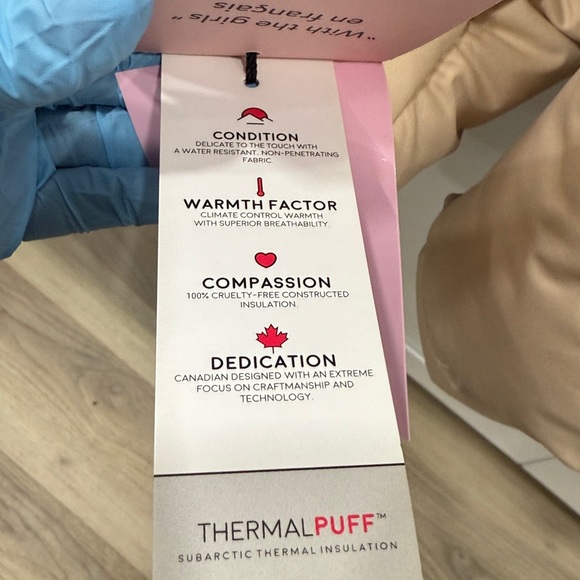 "With the girls"
en français
CONDITION
DELICATE TO THE TOUCH WITH
A WATER RESISTANT, NON-PENETRATING
FABRIC.
WARMTH FACTOR
CLIMATE CONTROL WARMTH
WITH SUPERIOR BREATHABILITY.
COMPASSION
100% CRUELTY-FREE CONSTRUCTED
INSULATION.
DEDICATION
CANADIAN DESIGNED WITH AN EXTREME
FOCUS ON CRAFTMANSHIP AND
TECHNOLOGY.
THERMALPUFF™
SUBARCTIC THERMAL INSULATION